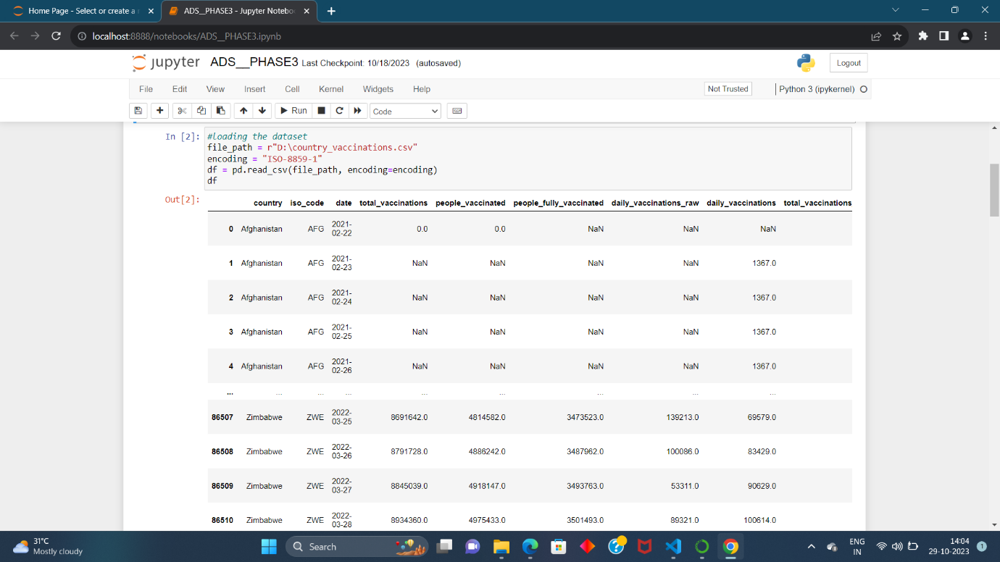 Home Page - Select or create a n
ADS__PHASE3 - Jupyter Noteboo
localhost:8888/notebooks/ADS__PHASE3.ipynb
jupyter ADS__PHASE3 Last Checkpoint: 10/18/2023 (autosaved)
Logout
File Edit View Insert Cell Kernel Widgets Help
Not Trusted
Python 3 (ipykernel)
Run
Code
In [2]:
#loading the dataset
file_path = r"D:\country_vaccinations.csv"
encoding = "ISO-8859-1"
df = pd.read_csv(file_path, encoding=encoding)
df
Out[2]:
country iso_code date total_vaccinations people_vaccinated people_fully_vaccinated daily_vaccinations_raw daily_vaccinations total_vaccinations
0 Afghanistan AFG 2021-02-22 0.0 0.0 NaN NaN NaN
1 Afghanistan AFG 2021-02-23 NaN NaN NaN NaN 1367.0
2 Afghanistan AFG 2021-02-24 NaN NaN NaN NaN 1367.0
3 Afghanistan AFG 2021-02-25 NaN NaN NaN NaN 1367.0
4 Afghanistan AFG 2021-02-26 NaN NaN NaN NaN 1367.0
... ... ... ... ... ... ... ... ...
86507 Zimbabwe ZWE 2022-03-25 8691642.0 4814582.0 3473523.0 139213.0 69579.0
86508 Zimbabwe ZWE 2022-03-26 8791728.0 4886242.0 3487962.0 100086.0 83429.0
86509 Zimbabwe ZWE 2022-03-27 8845039.0 4918147.0 3493763.0 53311.0 90629.0
86510 Zimbabwe ZWE 2022-03-28 8934360.0 4975433.0 3501493.0 89321.0 100614.0
31°C
Mostly cloudy
Search
ENG
IN
14:04
29-10-2023
1